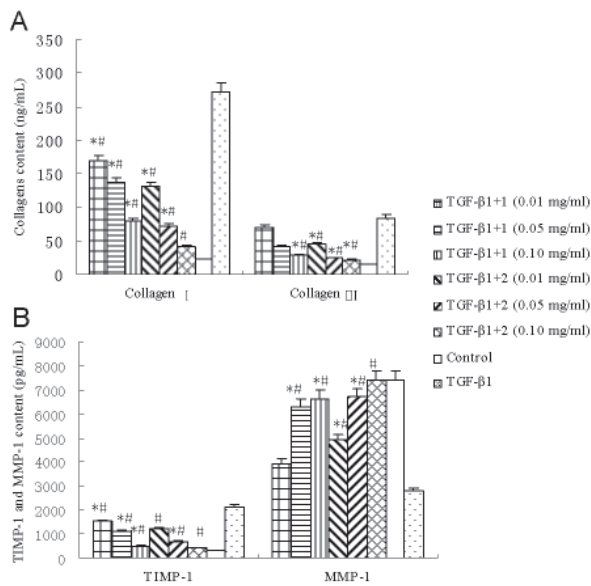 A
Collagens content (ng/mL)
350
300
250
200
150
100
50
0
*#
*#
*#
*#
*#
#
*#
*#
*#
*#
Collagen I
Collagen III
TGF-β1+1 (0.01 mg/ml)
TGF-β1+1 (0.05 mg/ml)
TGF-β1+1 (0.10 mg/ml)
TGF-β1+2 (0.01 mg/ml)
TGF-β1+2 (0.05 mg/ml)
TGF-β1+2 (0.10 mg/ml)
Control
TGF-β1
B
TIMP-1 and MMP-1 content (pg/mL)
9000
8000
7000
6000
5000
4000
3000
2000
1000
0
*#
*#
*#
#
*#
#
*#
*#
*#
*#
#
TIMP-1
MMP-1